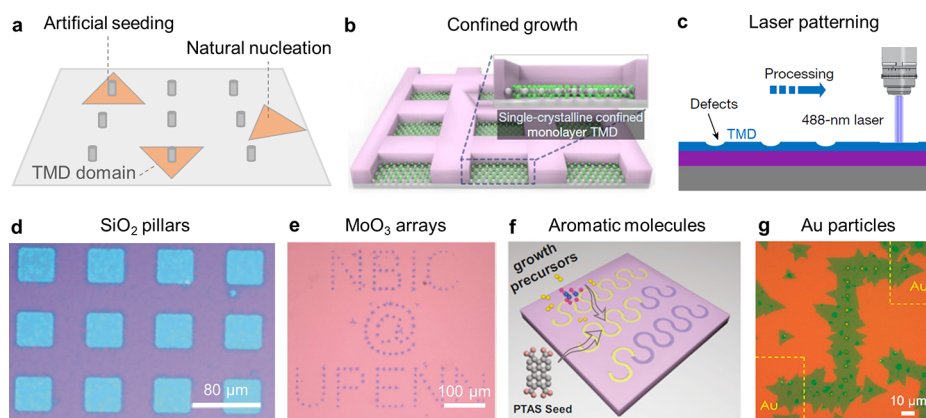 a
Artificial seeding
Natural nucleation
TMD domain
b
Confined growth
Single-crystalline confined
monolayer TMD
c
Laser patterning
Processing
Defects
TMD
488-nm laser
d
SiO₂ pillars
80 µm
e
MoO₃ arrays
NBIC
@
UPENN
100 µm
f
Aromatic molecules
growth
precursors
PTAS Seed
g
Au particles
Au
Au
10 µm